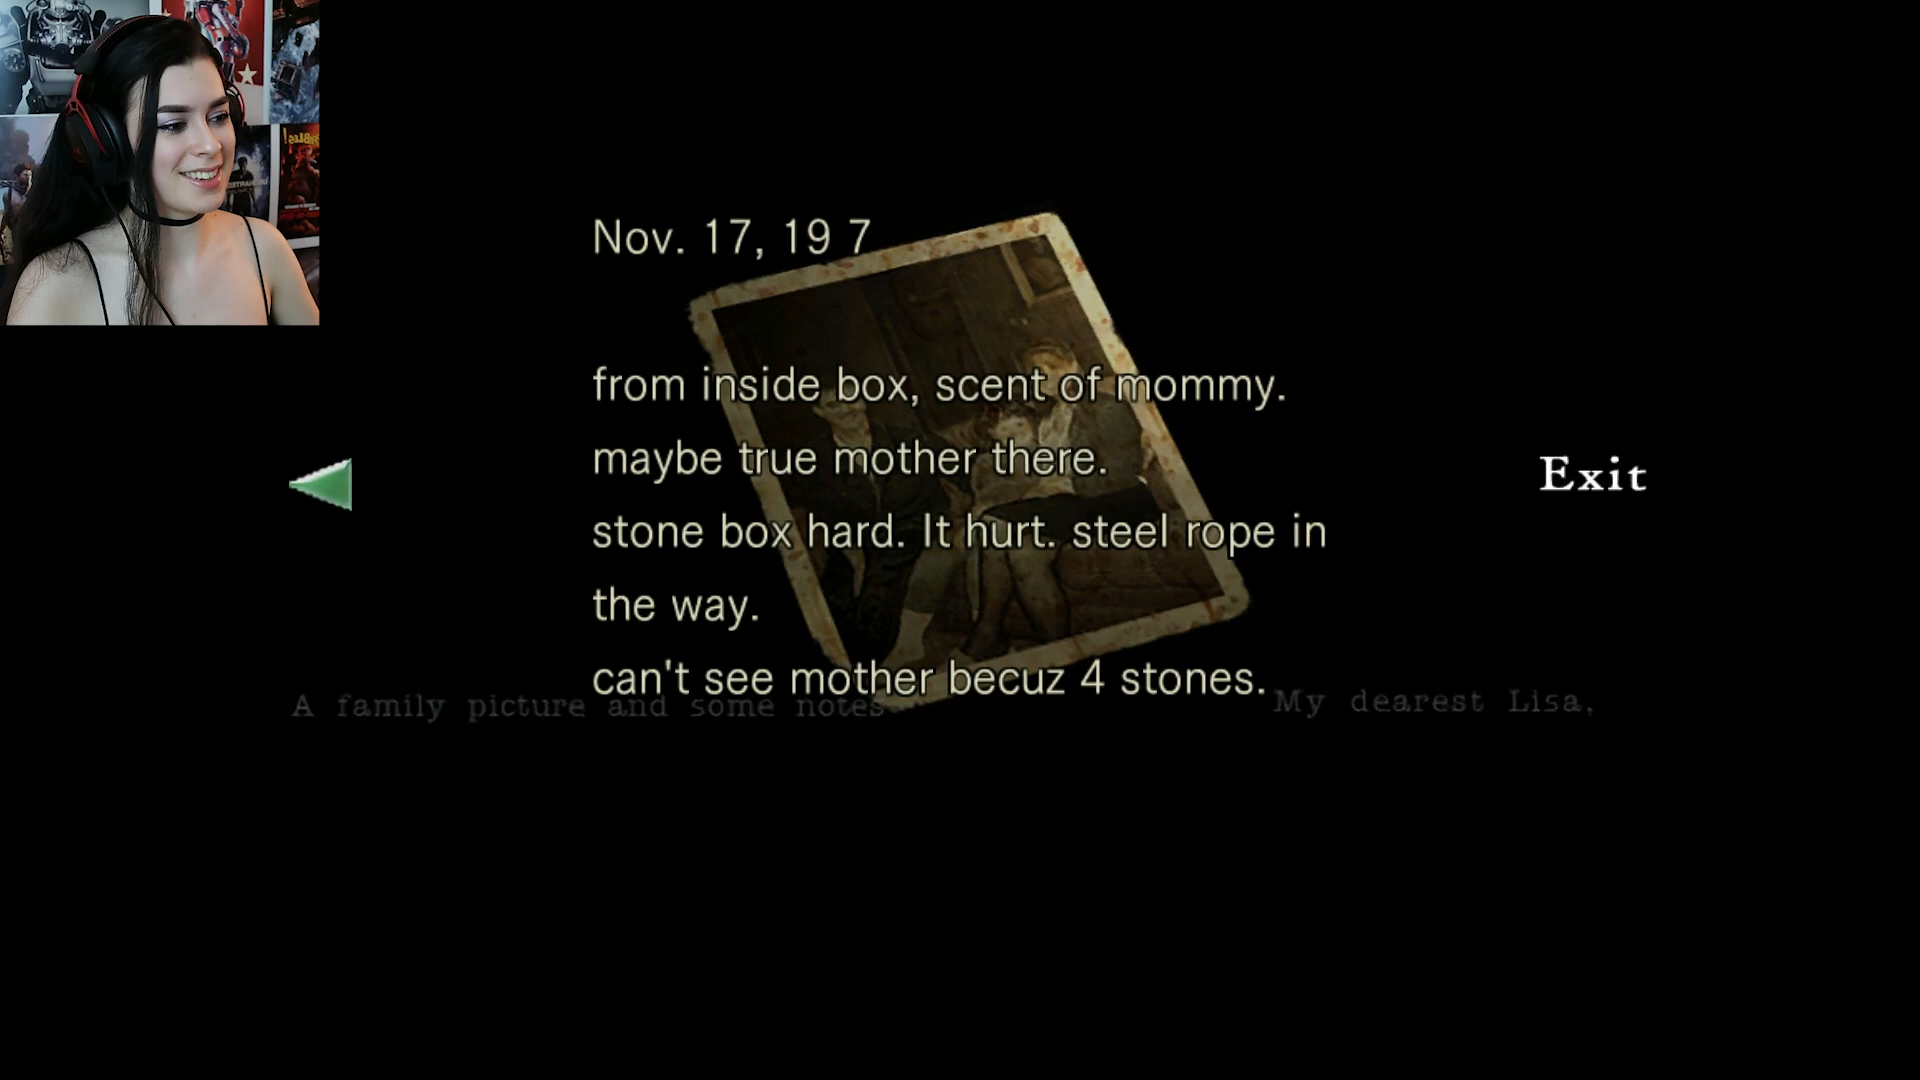 Nov. 17, 19 7
from inside box, scent of mommy.
maybe true mother there.
stone box hard. It hurt. steel rope in
the way.
can't see mother becuz 4 stones.
Exit
A family picture and some notes
My dearest Lisa,